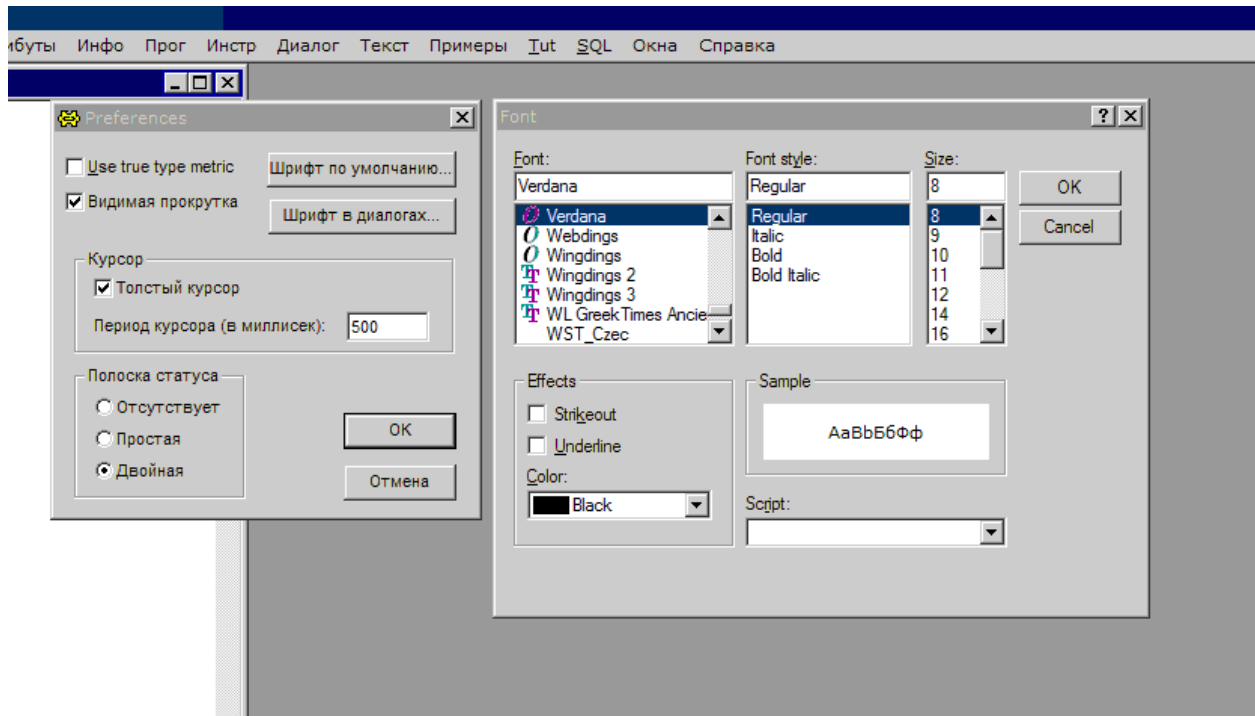 ибуты Инфо Прог Инстр Диалог Текст Примеры Tut SQL Окна Справка
Preferences
Use true type metric
Шрифт по умолчанию...
Видимая прокрутка
Шрифт в диалогах...
Курсор
Толстый курсор
Период курсора (в миллисек): 500
Полоска статуса
Отсутствует
Простая
Двойная
OK
Отмена
Font
Font:
Verdana
Verdana
Webdings
Wingdings
Wingdings 2
Wingdings 3
WL Greek Times Ancie
WST_Czec
Font style:
Regular
Regular
Italic
Bold
Bold Italic
Size:
8
8
9
10
11
12
14
16
OK
Cancel
Effects
Strikeout
Underline
Color:
Black
Sample
АаBbБбФф
Script: